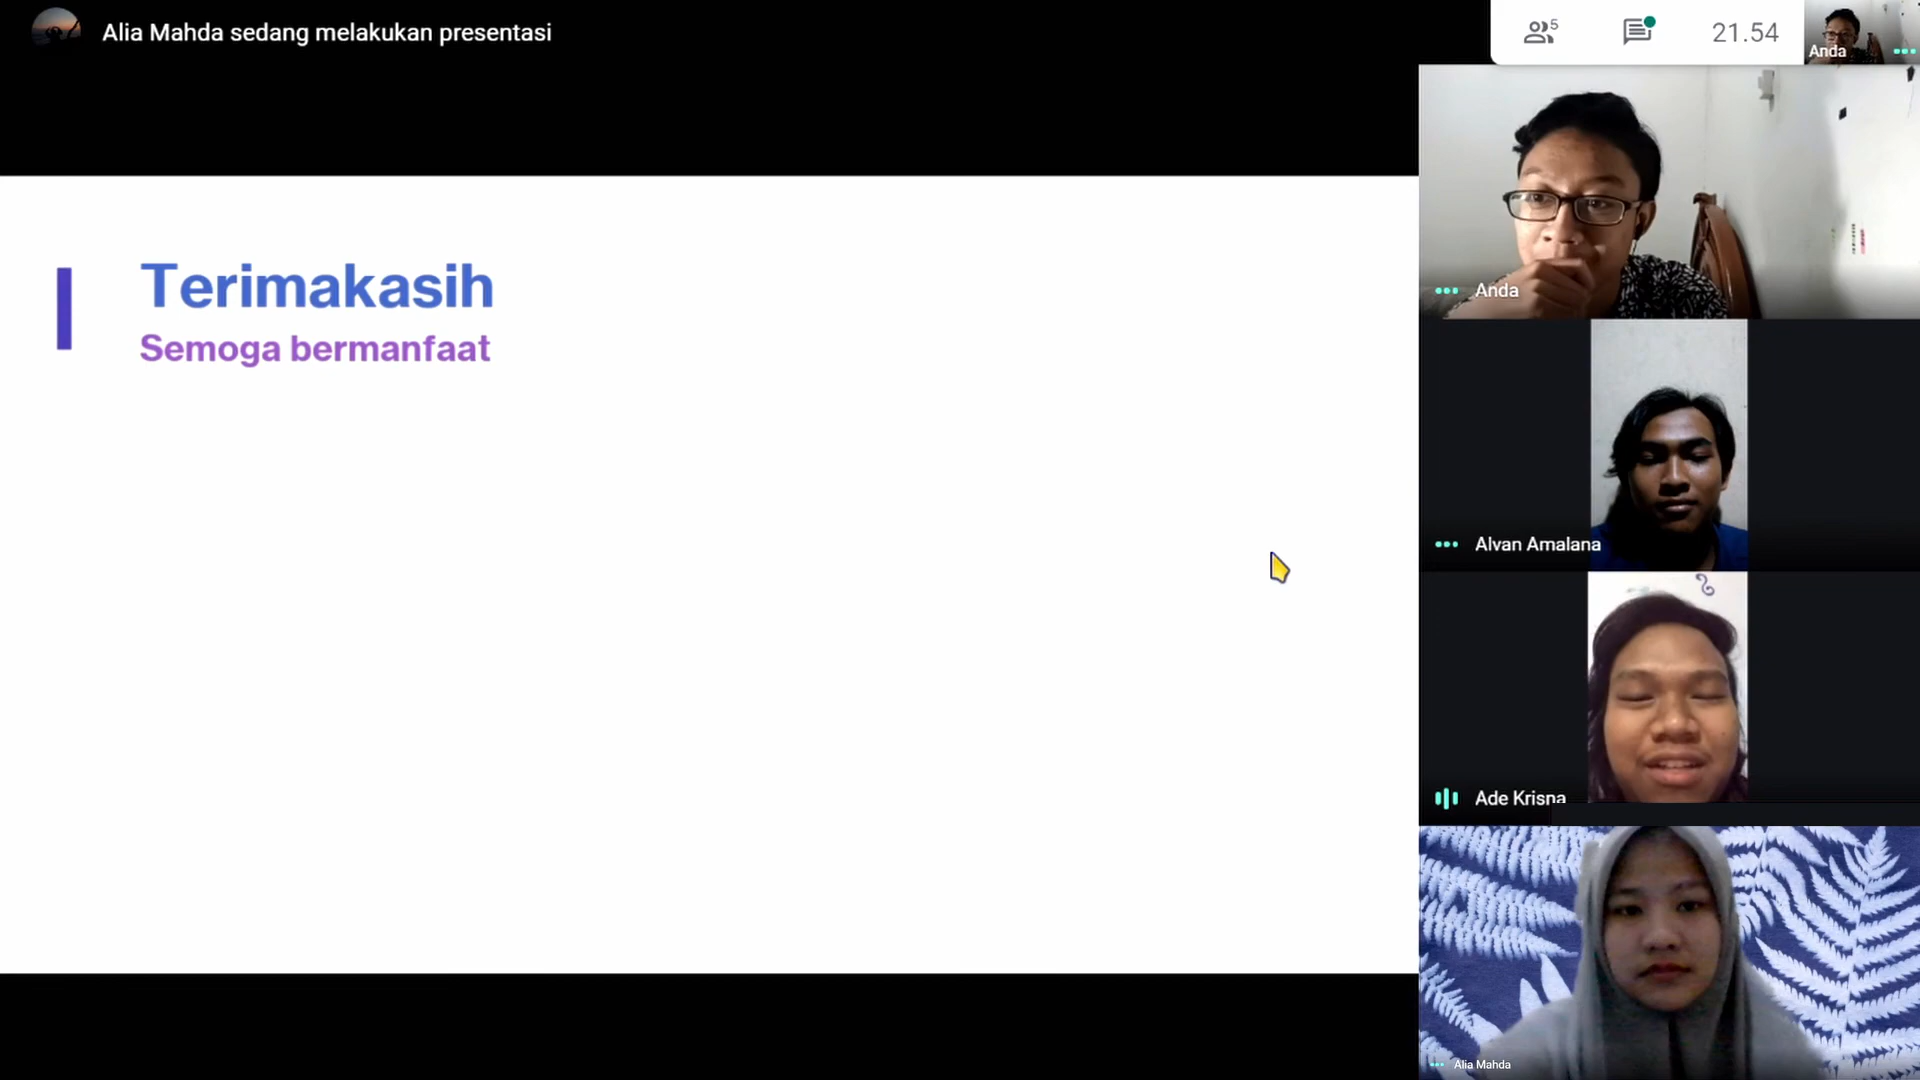 Alia Mahda sedang melakukan presentasi
5
21.54
Anda
Terimakasih
Semoga bermanfaat
Anda
Alvan Amalana
Ade Krisna
Alia Mahda